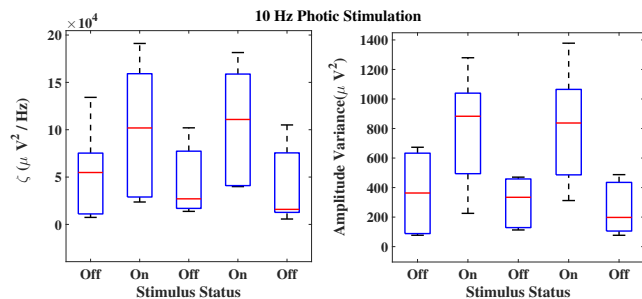 10 Hz Photic Stimulation
×10⁴
20
15
10
5
0
ζ (μ V²/ Hz)
Off On Off On Off
Stimulus Status
1400
1200
1000
800
600
400
200
0
Amplitude Variance(μ V²)
Off On Off On Off
Stimulus Status